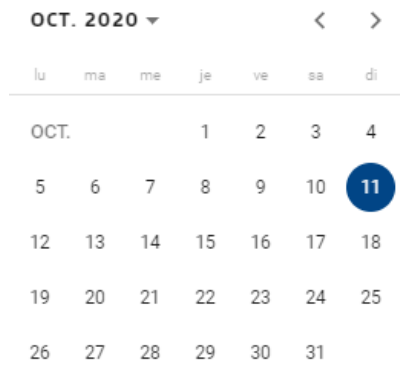 OCT. 2020
lu ma me je ve sa di
OCT. 1 2 3 4
5 6 7 8 9 10 11
12 13 14 15 16 17 18
19 20 21 22 23 24 25
26 27 28 29 30 31